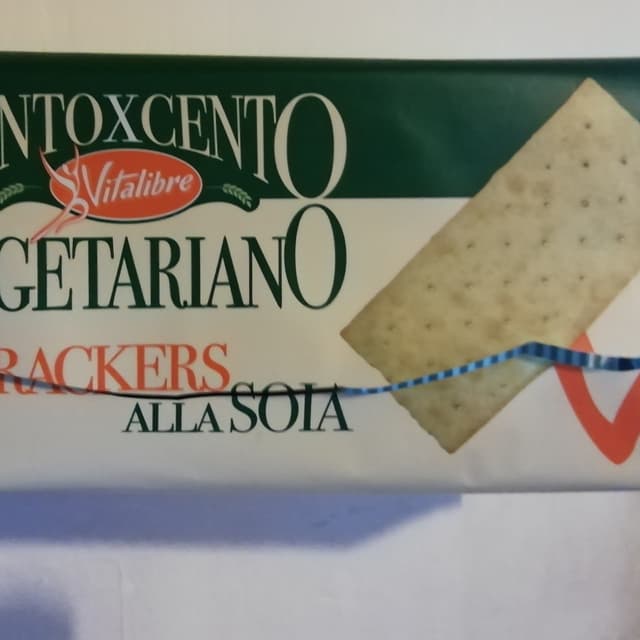 NTOXCENTO
Vitalibre
GETARIANO
RACKERS
ALLA SOIA